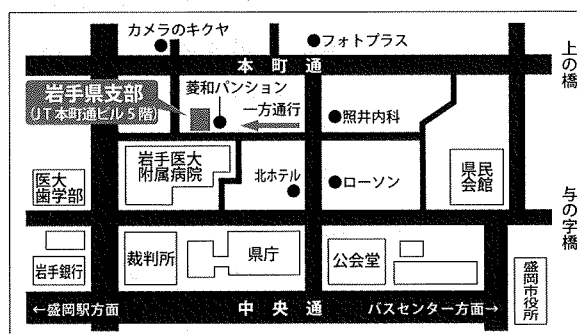 カメラのキクヤ
フォトプラス
上の橋
本町通
岩手県支部
(JT本町通ビル5階)
菱和パンション
一方通行
照井内科
岩手医大
附属病院
医大
歯学部
北ホテル
ローソン
県民
会館
与の字橋
岩手銀行
裁判所
県庁
公会堂
盛岡市役所
←盛岡駅方面
中央通
バスセンター方面→